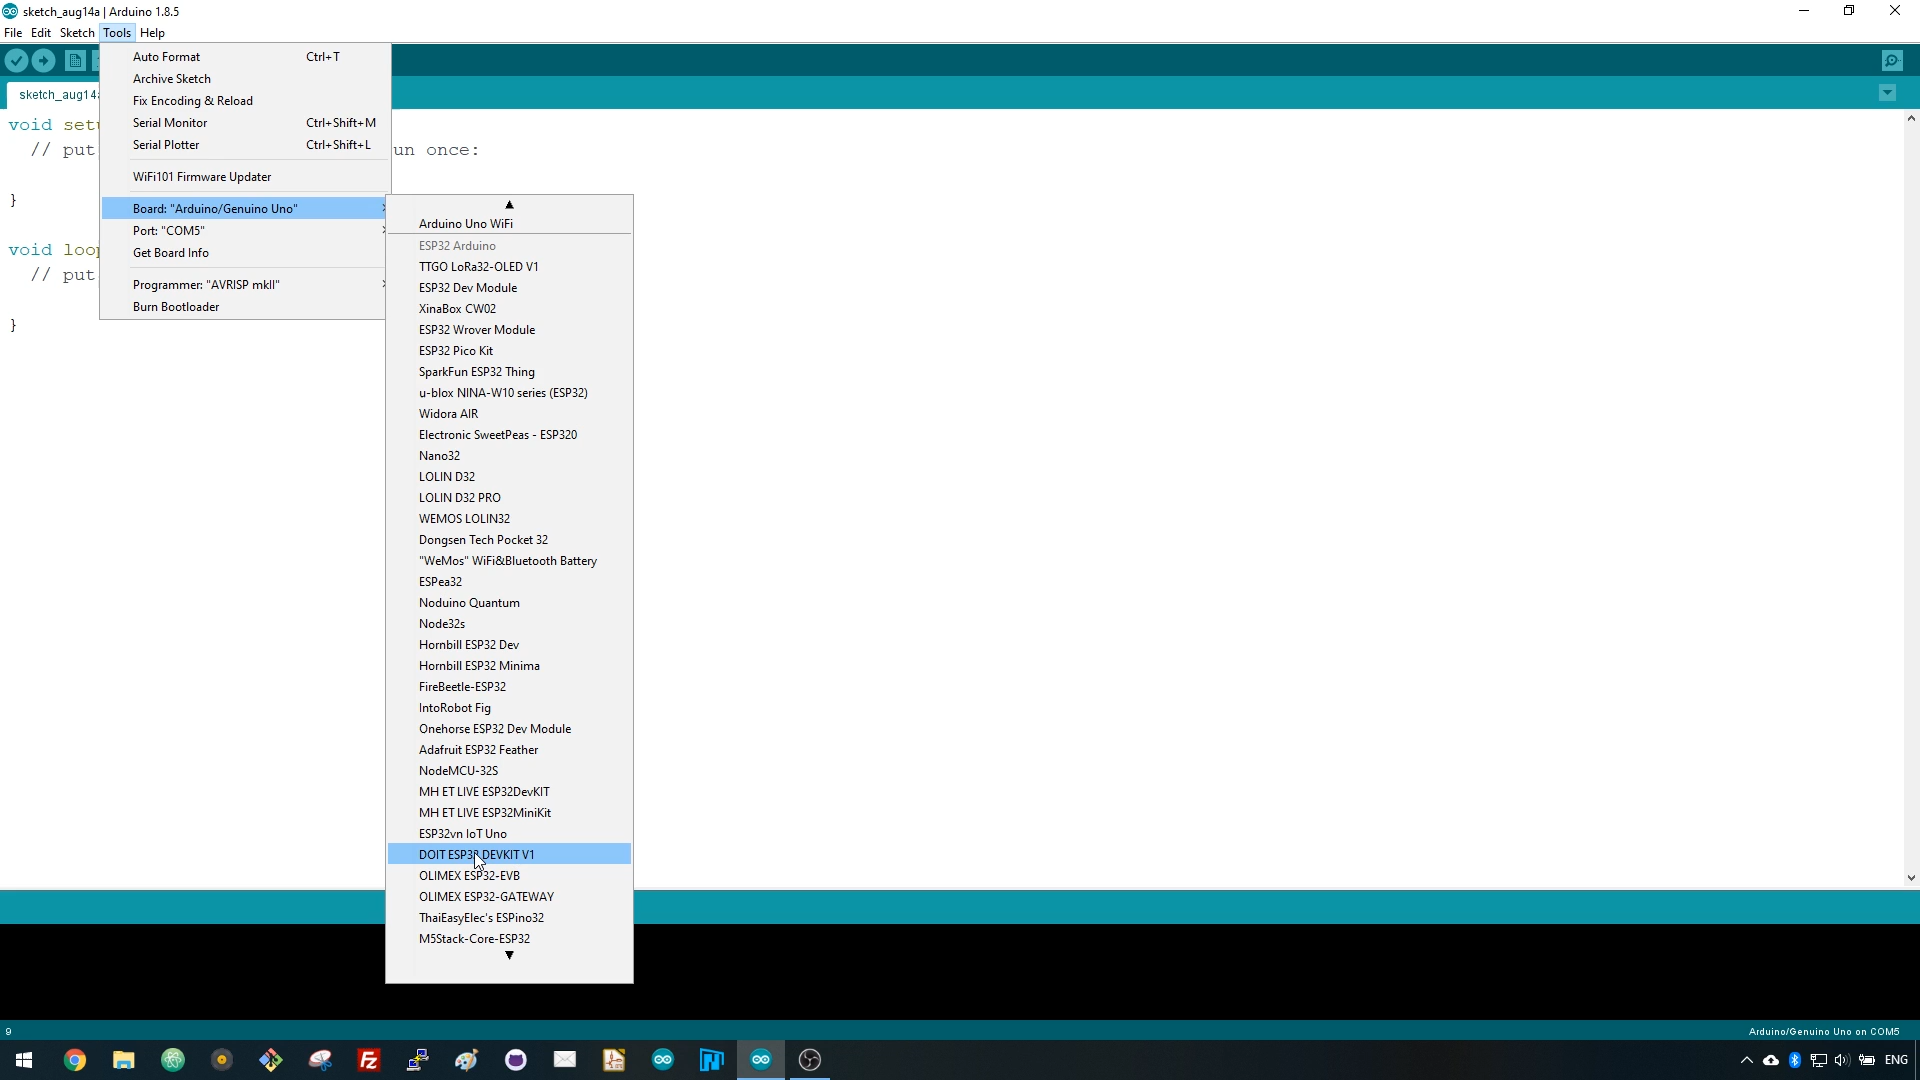 sketch_aug14a | Arduino 1.8.5
File Edit Sketch Tools Help
Auto Format Ctrl+T
Archive Sketch
Fix Encoding & Reload
Serial Monitor Ctrl+Shift+M
Serial Plotter Ctrl+Shift+L
WiFi101 Firmware Updater
Board: "Arduino/Genuino Uno"
Port: "COM5"
Get Board Info
Programmer: "AVRISP mkII"
Burn Bootloader
sketch_aug14a
void setu
// put un once:
}
void loop
// put
}
Arduino Uno WiFi
ESP32 Arduino
TTGO LoRa32-OLED V1
ESP32 Dev Module
XinaBox CW02
ESP32 Wrover Module
ESP32 Pico Kit
SparkFun ESP32 Thing
u-blox NINA-W10 series (ESP32)
Widora AIR
Electronic SweetPeas - ESP320
Nano32
LOLIN D32
LOLIN D32 PRO
WEMOS LOLIN32
Dongsen Tech Pocket 32
"WeMos" WiFi&Bluetooth Battery
ESPea32
Noduino Quantum
Node32s
Hornbill ESP32 Dev
Hornbill ESP32 Minima
FireBeetle-ESP32
IntoRobot Fig
Onehorse ESP32 Dev Module
Adafruit ESP32 Feather
NodeMCU-32S
MH ET LIVE ESP32DevKIT
MH ET LIVE ESP32MiniKit
ESP32vn IoT Uno
DOIT ESP32 DEVKIT V1
OLIMEX ESP32-EVB
OLIMEX ESP32-GATEWAY
ThaiEasyElec's ESPino32
M5Stack-Core-ESP32
9 Arduino/Genuino Uno on COM5
Fz
ENG